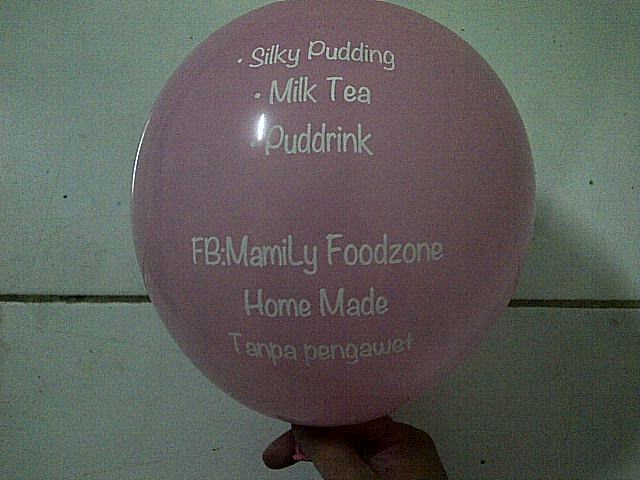 • Silky Pudding
• Milk Tea
• Puddrink
FB:MamiLy Foodzone
Home Made
Tanpa pengawet